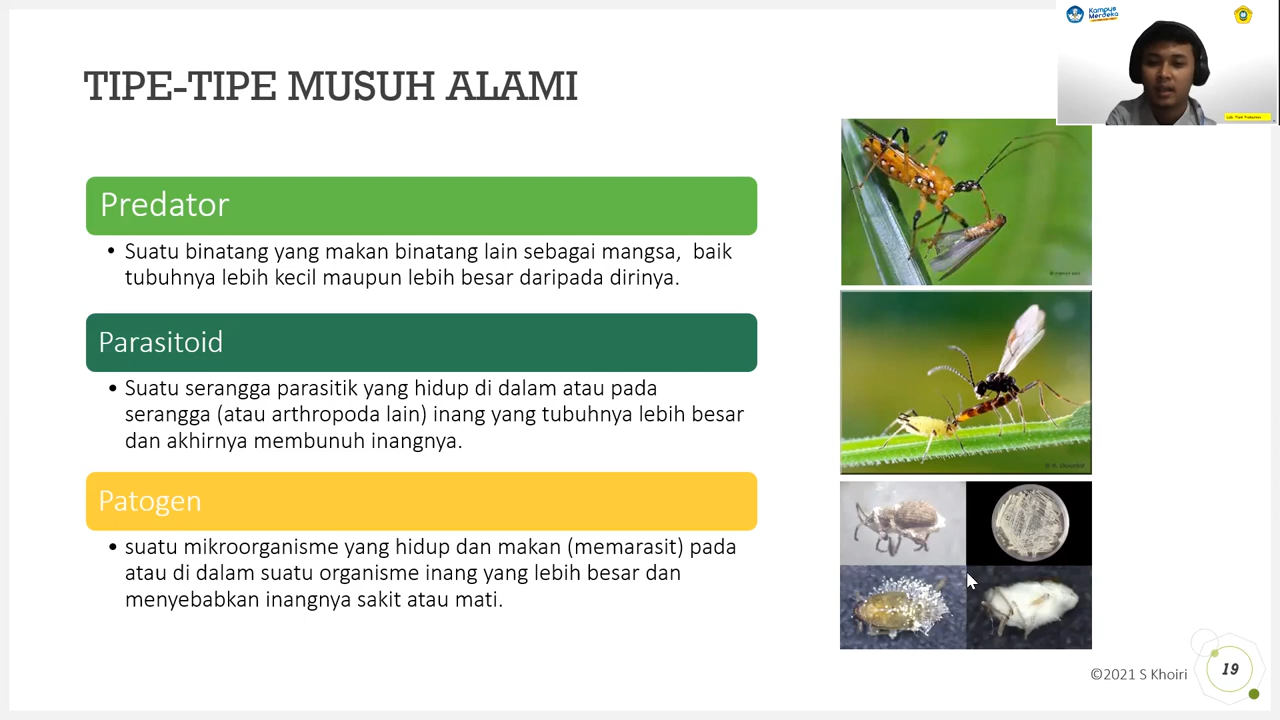 Kampus
Merdeka
TIPE-TIPE MUSUH ALAMI
Predator
• Suatu binatang yang makan binatang lain sebagai mangsa, baik
tubuhnya lebih kecil maupun lebih besar daripada dirinya.
Parasitoid
• Suatu serangga parasitik yang hidup di dalam atau pada
serangga (atau arthropoda lain) inang yang tubuhnya lebih besar
dan akhirnya membunuh inangnya.
Patogen
• suatu mikroorganisme yang hidup dan makan (memarasit) pada
atau di dalam suatu organisme inang yang lebih besar dan
menyebabkan inangnya sakit atau mati.
©2021 S Khoiri
19